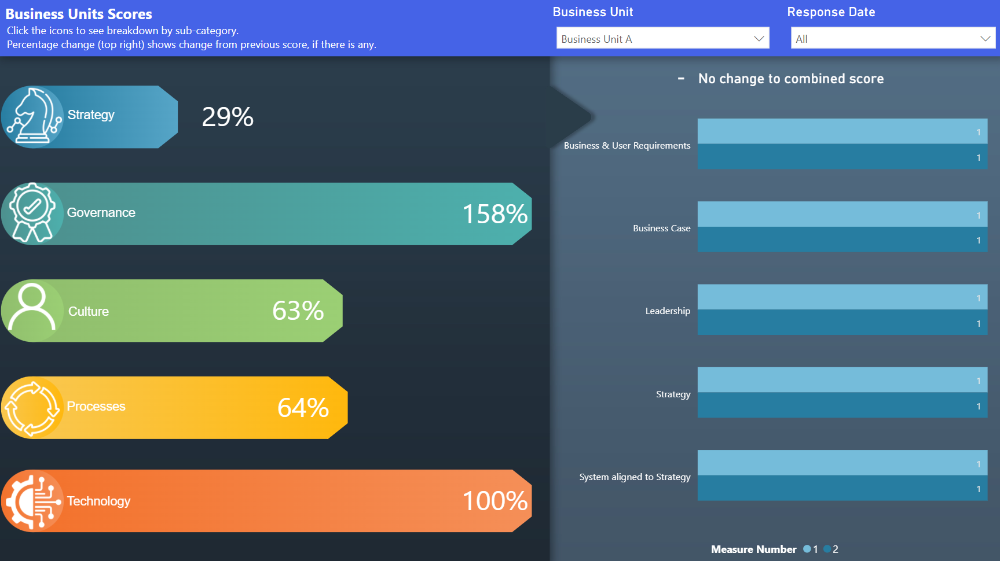 Business Units Scores
Click the icons to see breakdown by sub-category.
Percentage change (top right) shows change from previous score, if there is any.
Business Unit
Business Unit A
Response Date
All
Strategy
29%
Governance
158%
Culture
63%
Processes
64%
Technology
100%
- No change to combined score
Business & User Requirements
1
1
Business Case
1
1
Leadership
1
1
Strategy
1
1
System aligned to Strategy
1
1
Measure Number 1 2